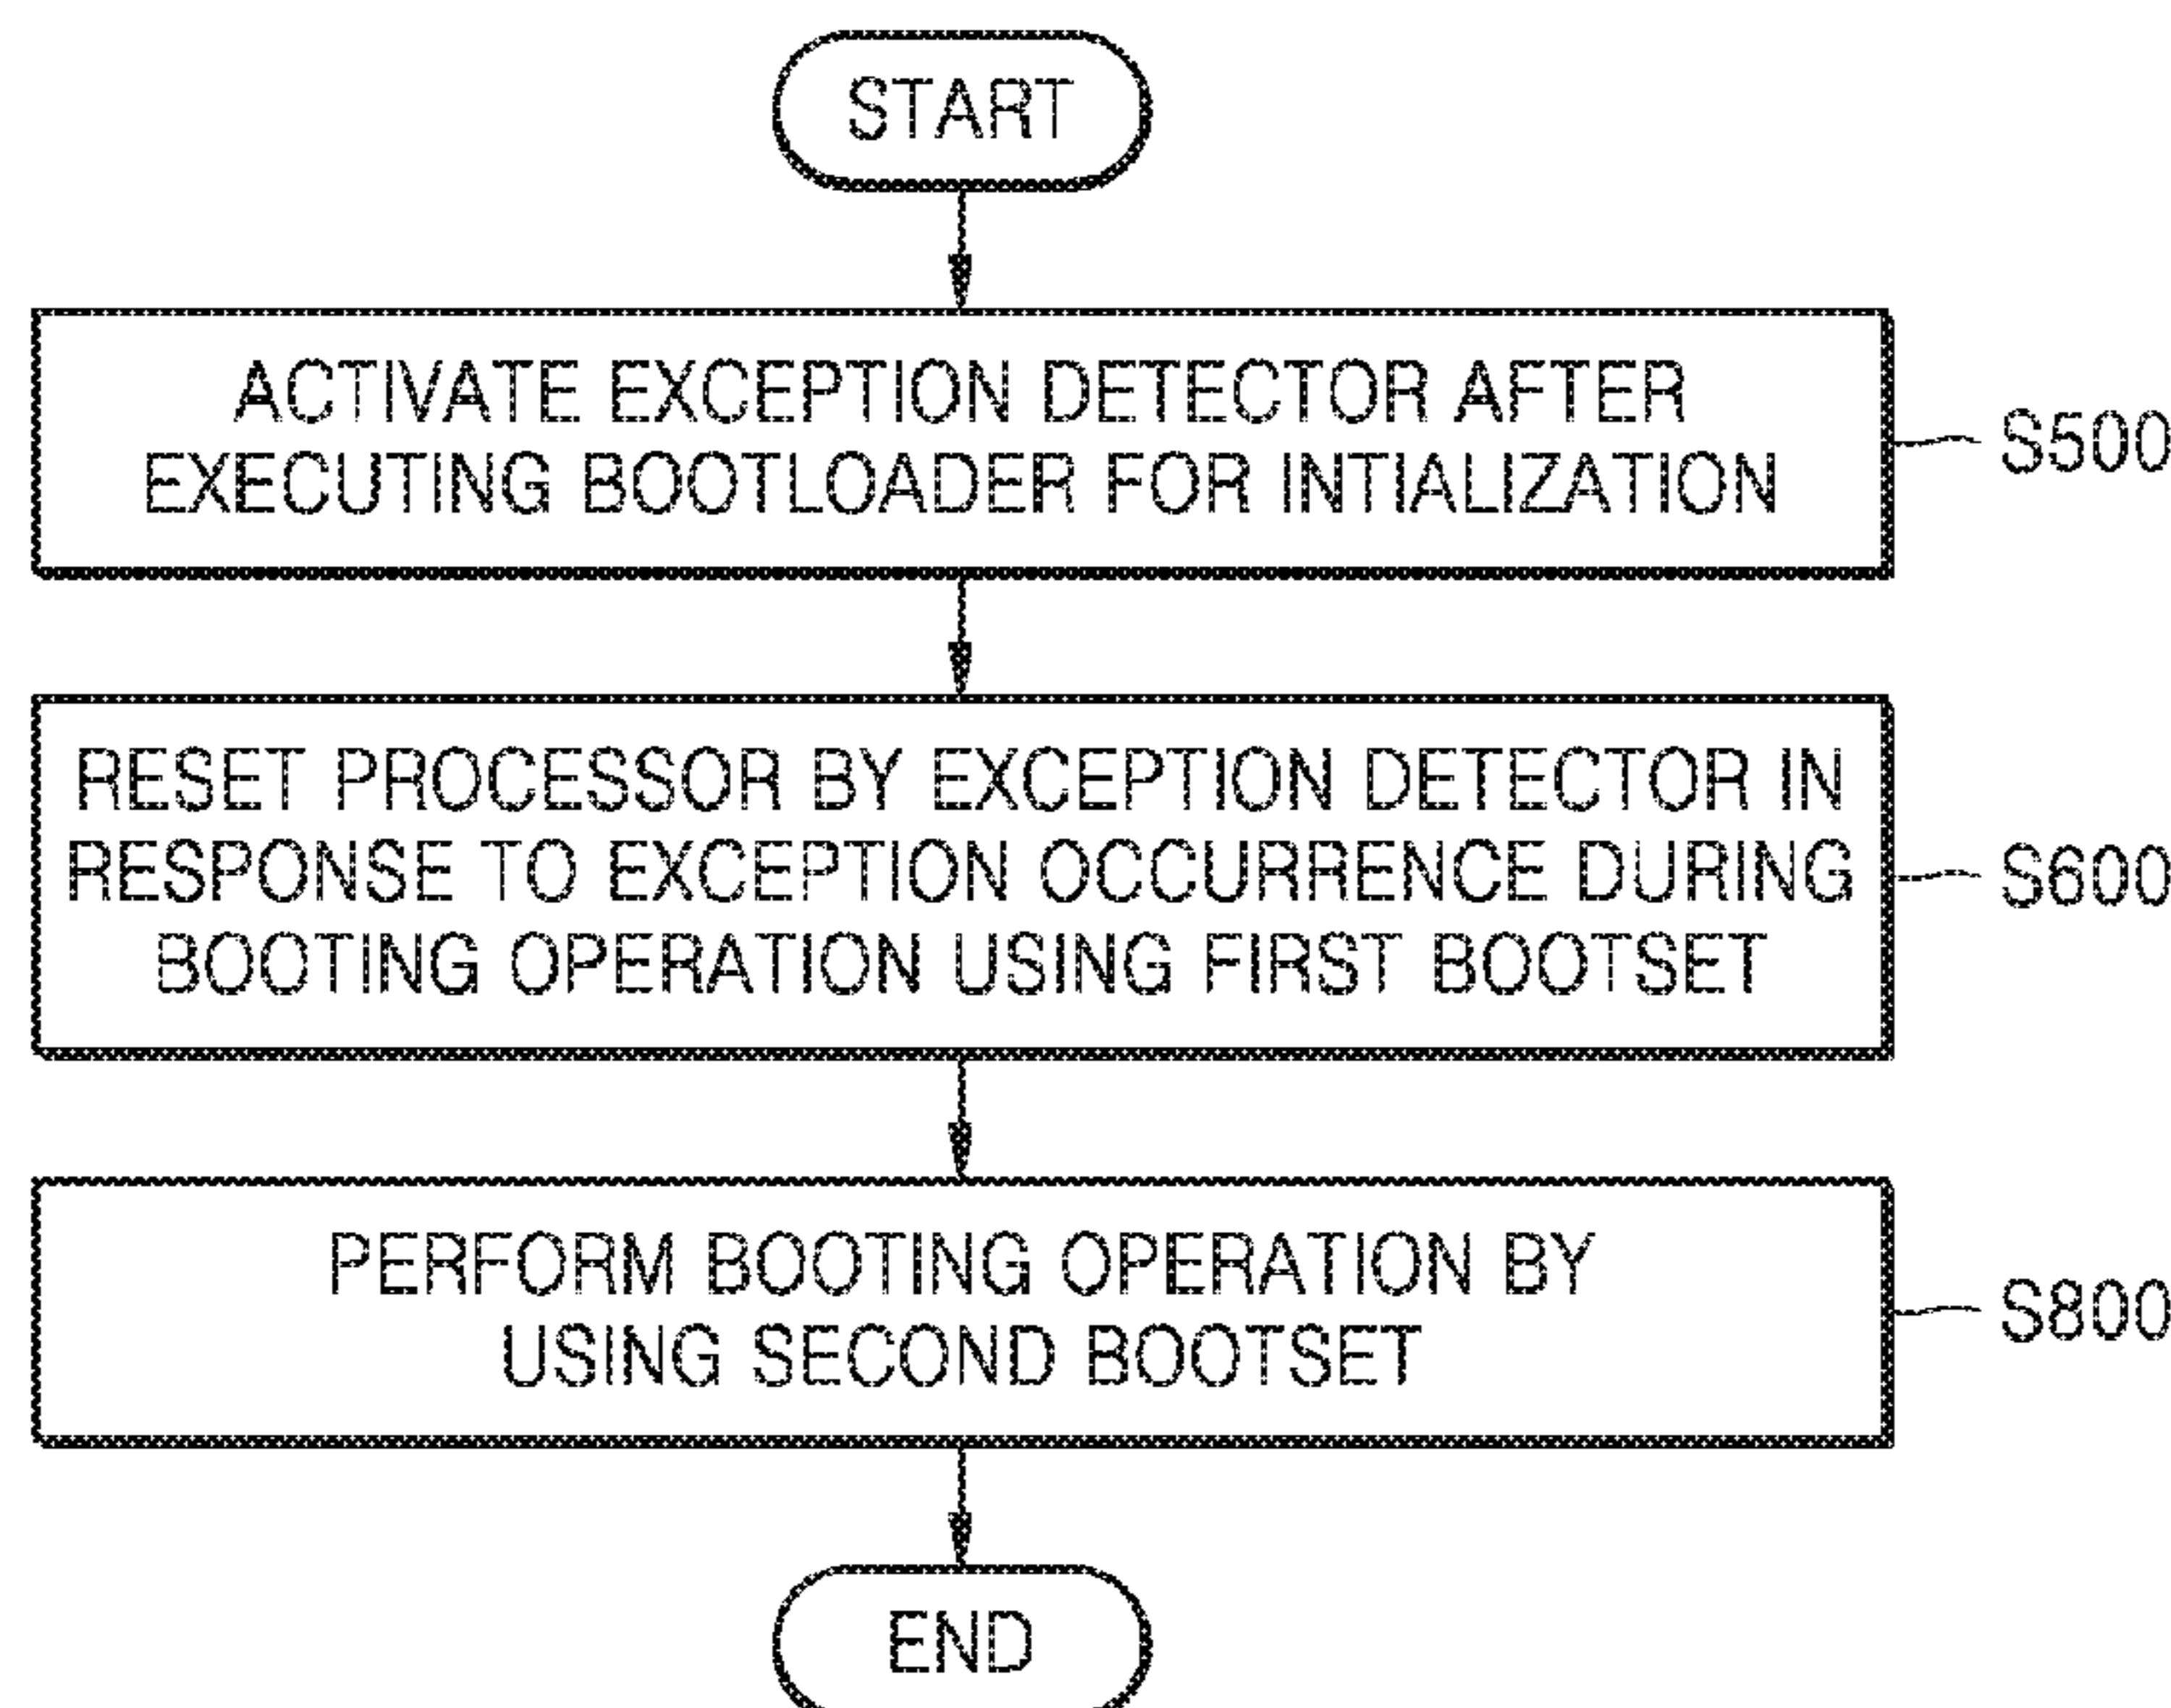 START
ACTIVATE EXCEPTION DETECTOR AFTER
EXECUTING BOOTLOADER FOR INTIALIZATION
S500
RESET PROCESSOR BY EXCEPTION DETECTOR IN
RESPONSE TO EXCEPTION OCCURRENCE DURING
BOOTING OPERATION USING FIRST BOOTSET
S600
PERFORM BOOTING OPERATION BY
USING SECOND BOOTSET
S800
END